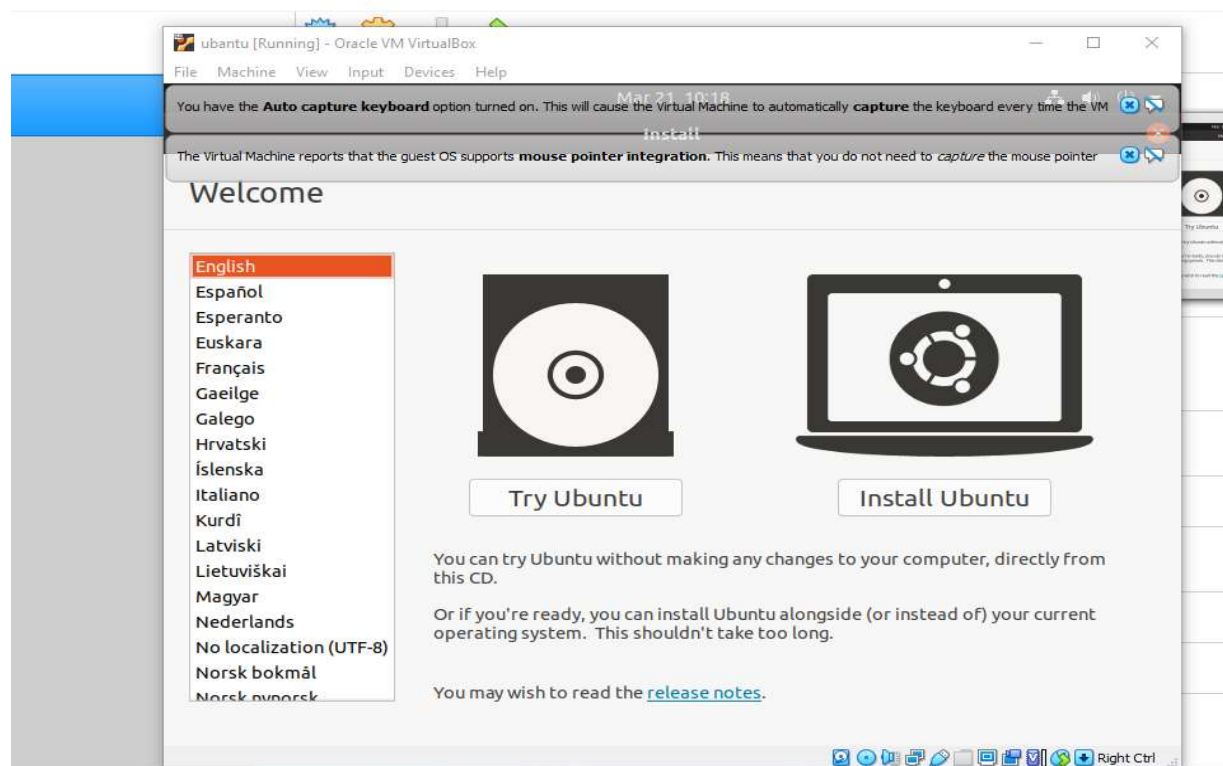 ubantu [Running] - Oracle VM VirtualBox
File Machine View Input Devices Help
Mar 21 10:18
You have the Auto capture keyboard option turned on. This will cause the Virtual Machine to automatically capture the keyboard every time the VM
Install
The Virtual Machine reports that the guest OS supports mouse pointer integration. This means that you do not need to capture the mouse pointer
Welcome
English
Español
Esperanto
Euskara
Français
Gaeilge
Galego
Hrvatski
Íslenska
Italiano
Kurdî
Latviski
Lietuviškai
Magyar
Nederlands
No localization (UTF-8)
Norsk bokmål
Norsk nynorsk
Try Ubuntu
Install Ubuntu
You can try Ubuntu without making any changes to your computer, directly from
this CD.
Or if you're ready, you can install Ubuntu alongside (or instead of) your current
operating system. This shouldn't take too long.
You may wish to read the release notes.
Right Ctrl
Try Ubuntu